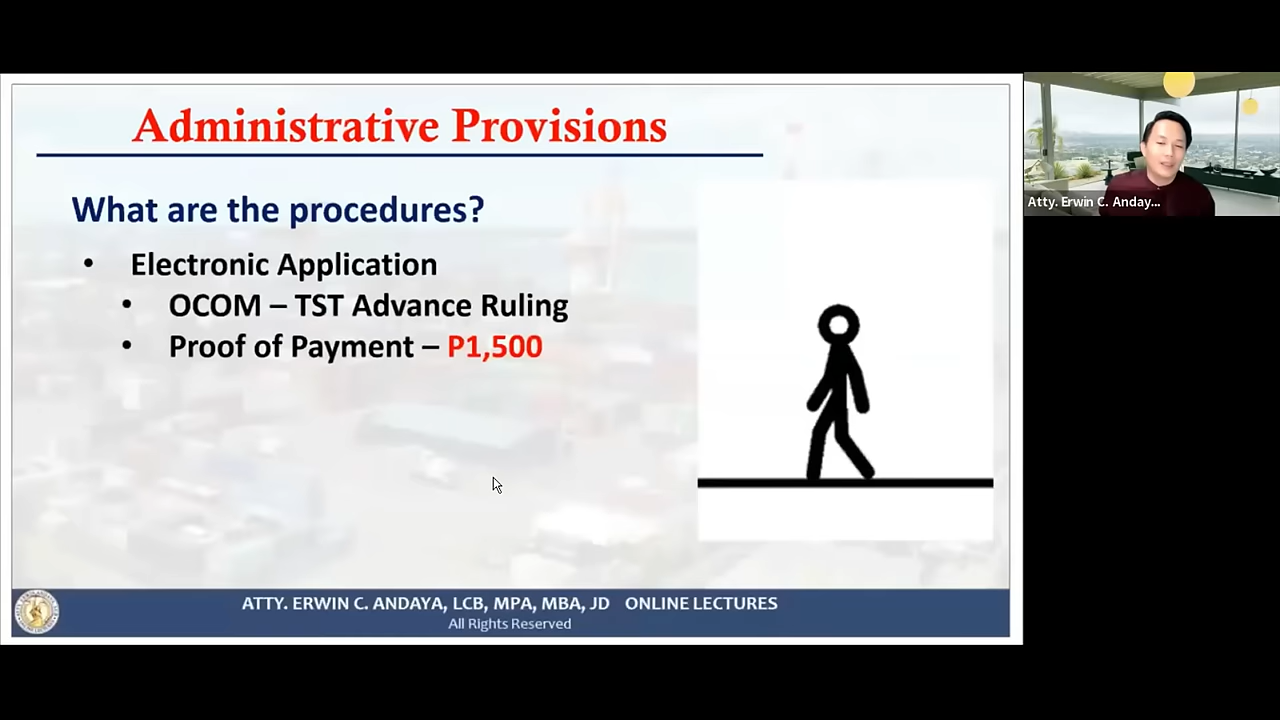 Administrative Provisions
What are the procedures?
• Electronic Application
• OCOM – TST Advance Ruling
• Proof of Payment – P1,500
ATTY. ERWIN C. ANDAYA, LCB, MPA, MBA, JD ONLINE LECTURES
All Rights Reserved
Atty. Erwin C. Anday...